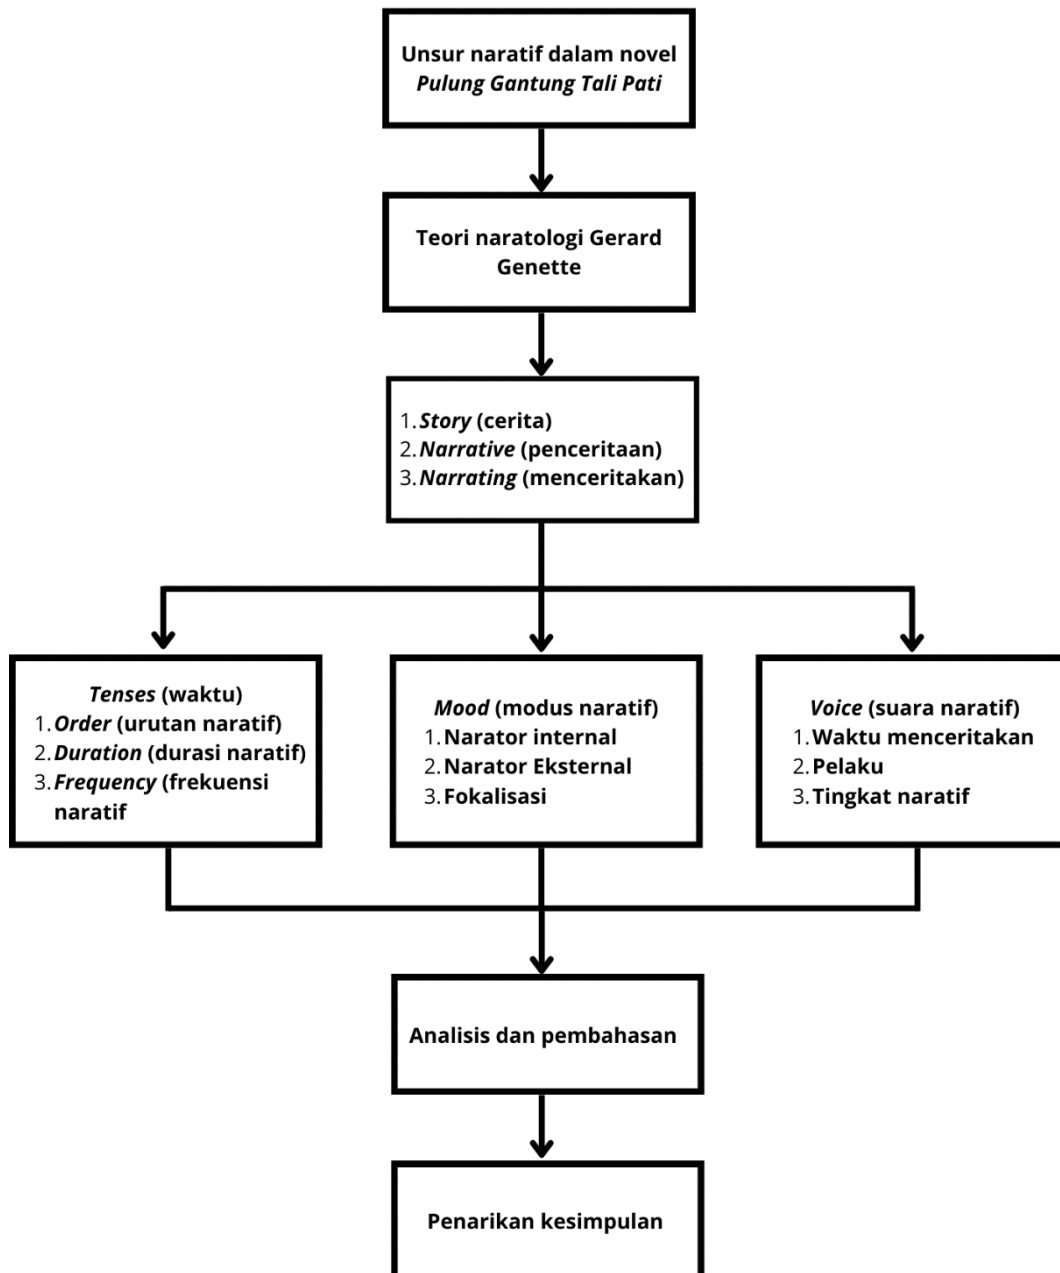 Unsur naratif dalam novel
Pulung Gantung Tali Pati
Teori naratologi Gerard
Genette
1. Story (cerita)
2. Narrative (penceritaan)
3. Narrating (menceritakan)
Tenses (waktu)
1. Order (urutan naratif)
2. Duration (durasi naratif)
3. Frequency (frekuensi
naratif
Mood (modus naratif)
1. Narator internal
2. Narator Eksternal
3. Fokalisasi
Voice (suara naratif)
1. Waktu menceritakan
2. Pelaku
3. Tingkat naratif
Analisis dan pembahasan
Penarikan kesimpulan